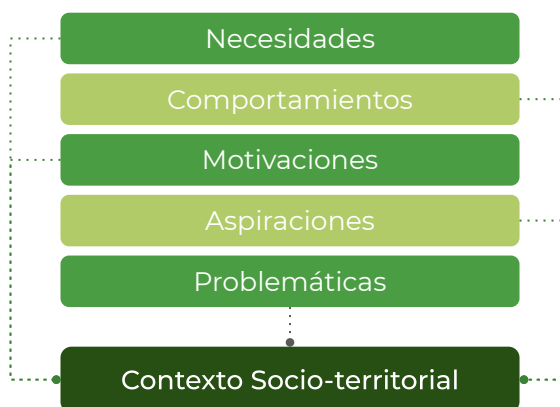 Necesidades
Comportamientos
Motivaciones
Aspiraciones
Problemáticas
Contexto Socio-territorial